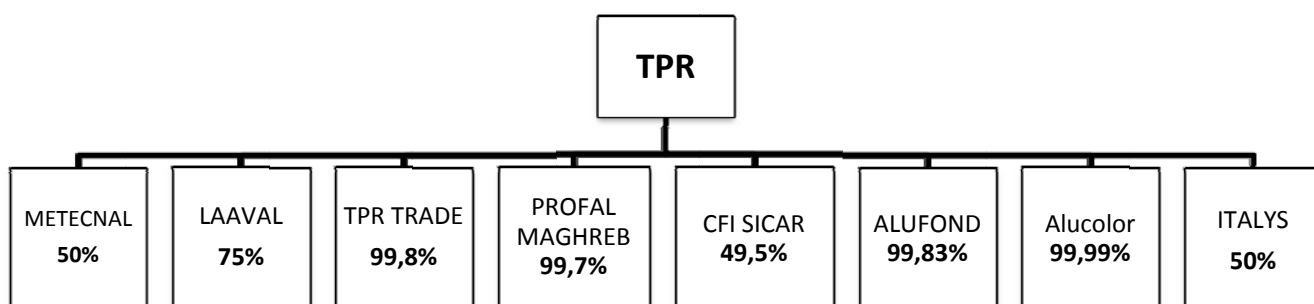 TPR
METECNAL
50%
LAAVAL
75%
TPR TRADE
99,8%
PROFAL
MAGHREB
99,7%
CFI SICAR
49,5%
ALUFOND
99,83%
Alucolor
99,99%
ITALYS
50%